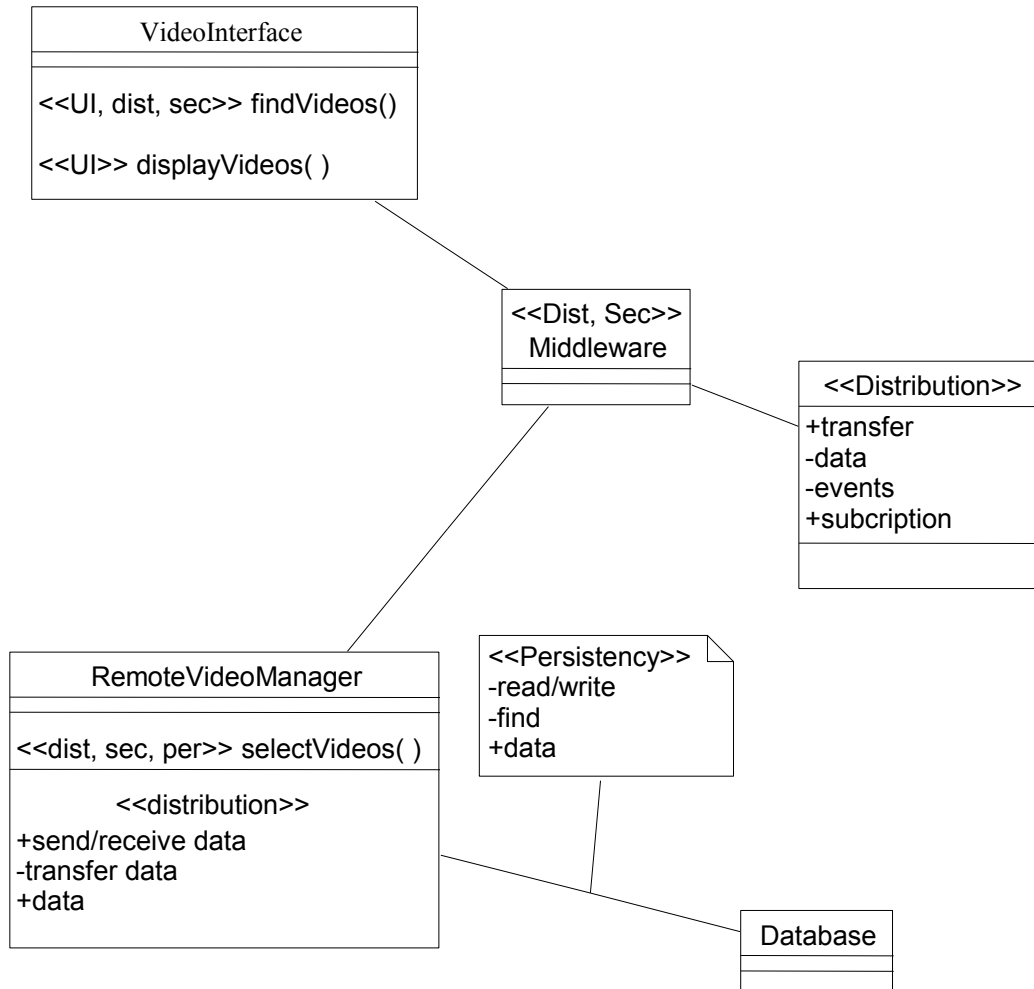 VideoInterface
<<UI, dist, sec>> findVideos()
<<UI>> displayVideos( )
<<Dist, Sec>>
Middleware
<<Distribution>>
+transfer
-data
-events
+subcription
RemoteVideoManager
<<dist, sec, per>> selectVideos( )
<<distribution>>
+send/receive data
-transfer data
+data
<<Persistency>>
-read/write
-find
+data
Database